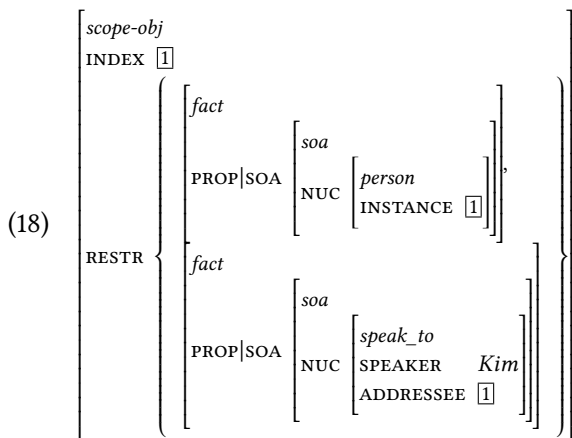 scope-obj
INDEX 1
fact
soa
PROP|SOA
NUC
person
INSTANCE 1
,
(18)
RESTR
fact
soa
PROP|SOA
NUC
speak_to
SPEAKER Kim
ADDRESSEE 1